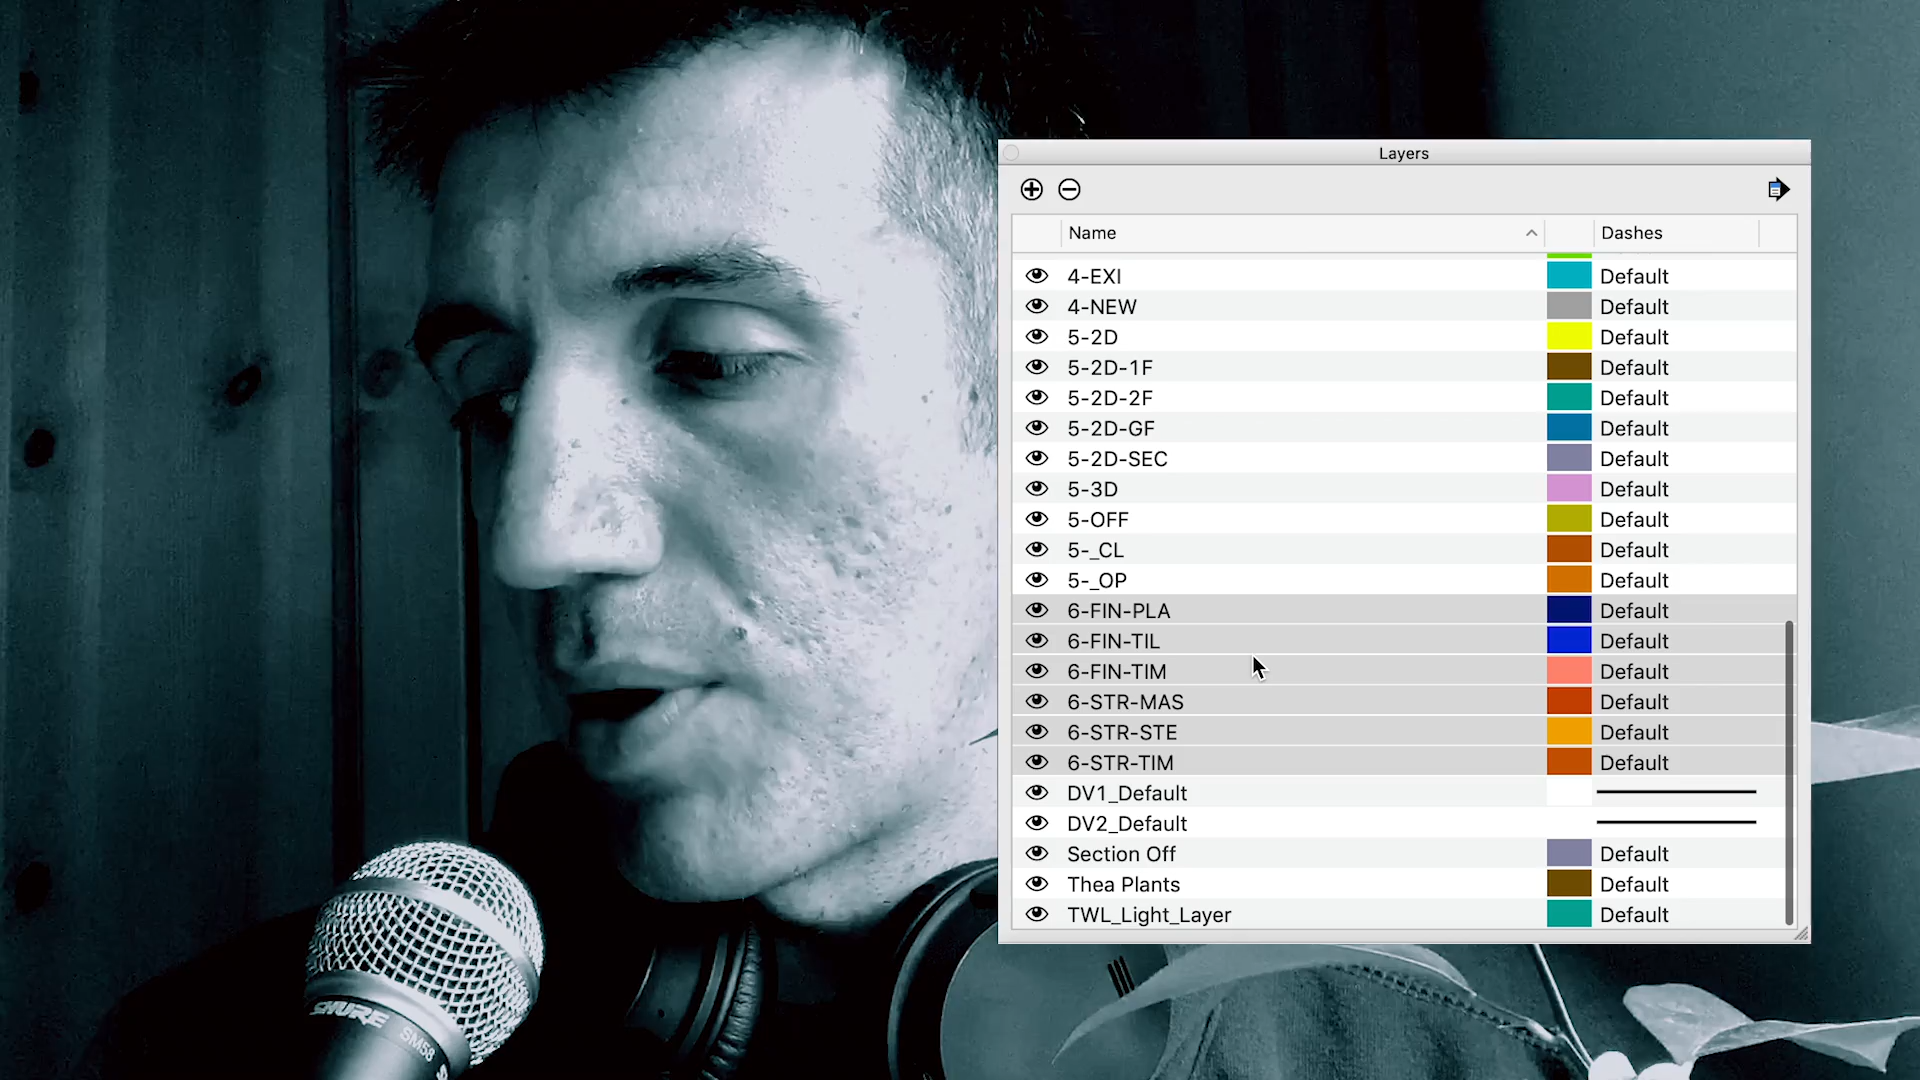 Layers
Name Dashes
4-EXI Default
4-NEW Default
5-2D Default
5-2D-1F Default
5-2D-2F Default
5-2D-GF Default
5-2D-SEC Default
5-3D Default
5-OFF Default
5-_CL Default
5-_OP Default
6-FIN-PLA Default
6-FIN-TIL Default
6-FIN-TIM Default
6-STR-MAS Default
6-STR-STE Default
6-STR-TIM Default
DV1_Default
DV2_Default
Section Off Default
Thea Plants Default
TWL_Light_Layer Default
SHURE SM58